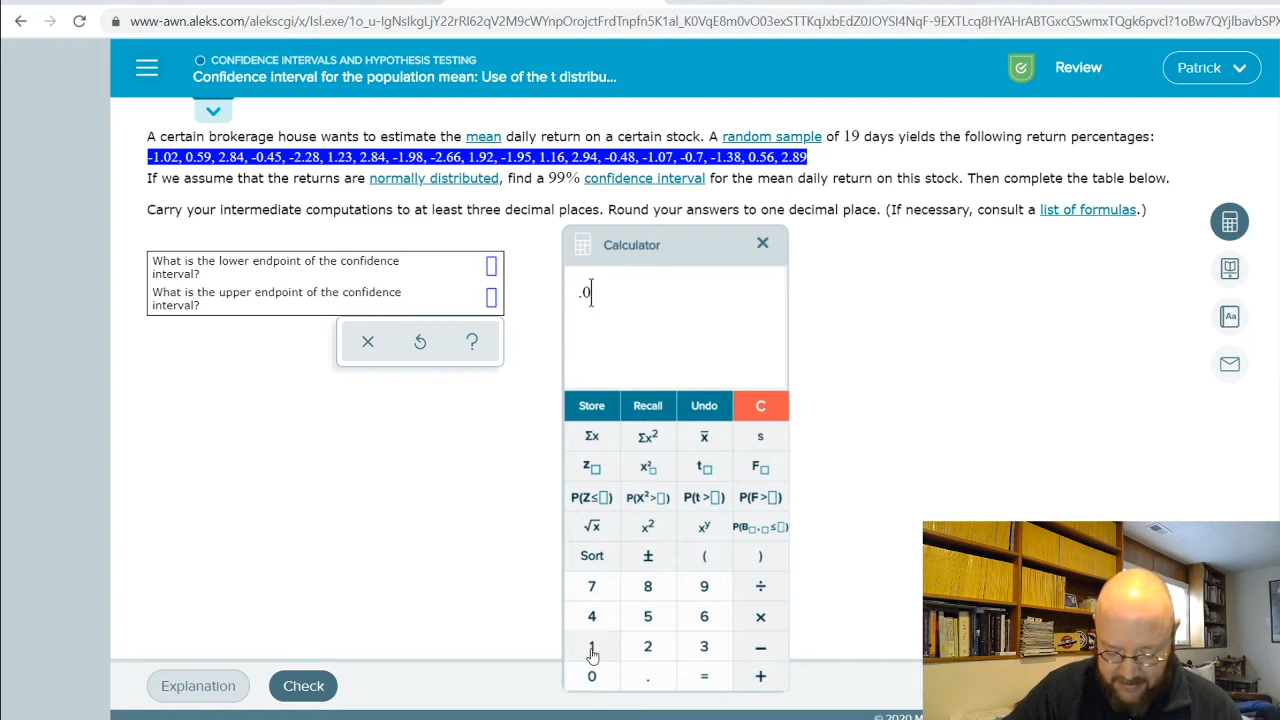 www-awn.aleks.com/alekscgi/x/Isl.exe/1o_u-IgNsIkgLjY22rRI62qV2M9cWYnpOrojctFrdTnpfn5K1al_K0VqE8m0vO03exSTTKqJxbEdZ0JOYSI4NqF-9EXTLcq8HYAHrABTGxcGSwmxTQgk6pvcl?1oBw7QYjlbavbSPX
CONFIDENCE INTERVALS AND HYPOTHESIS TESTING
Confidence interval for the population mean: Use of the t distribu...
Review
Patrick
A certain brokerage house wants to estimate the mean daily return on a certain stock. A random sample of 19 days yields the following return percentages:
-1.02, 0.59, 2.84, -0.45, -2.28, 1.23, 2.84, -1.98, -2.66, 1.92, -1.95, 1.16, 2.94, -0.48, -1.07, -0.7, -1.38, 0.56, 2.89
If we assume that the returns are normally distributed, find a 99% confidence interval for the mean daily return on this stock. Then complete the table below.
Carry your intermediate computations to at least three decimal places. Round your answers to one decimal place. (If necessary, consult a list of formulas.)
What is the lower endpoint of the confidence
interval?
What is the upper endpoint of the confidence
interval?
× ?
Calculator ×
.0
Store Recall Undo C
Σx Σx² x̅ s
z□ χ²□ t□ F□
P(Z≤□) P(X²>□) P(t >□) P(F >□)
√x x² xʸ P(B□,□≤□)
Sort ± ( )
7 8 9 ÷
4 5 6 ×
1 2 3 −
0 . = +
Aa
Explanation
Check
© 2020 M